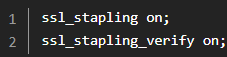 1 ssl_stapling on;
2 ssl_stapling_verify on;